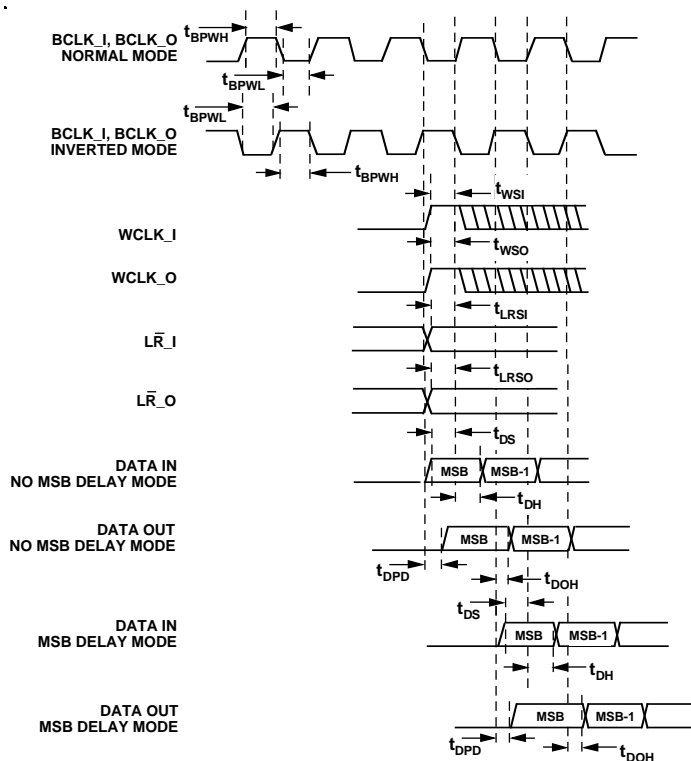 BCLK_I, BCLK_O
NORMAL MODE
tBPWH
tBPWL
tBPWL
BCLK_I, BCLK_O
INVERTED MODE
tBPWH
tWSI
WCLK_I
tWSO
WCLK_O
tLRSI
LR̅_I
tLRSO
LR̅_O
tDS
DATA IN
NO MSB DELAY MODE
MSB MSB-1
tDH
DATA OUT
NO MSB DELAY MODE
MSB MSB-1
tDPD
tDOH
tDS
DATA IN
MSB DELAY MODE
MSB MSB-1
tDH
DATA OUT
MSB DELAY MODE
MSB MSB-1
tDPD
tDOH